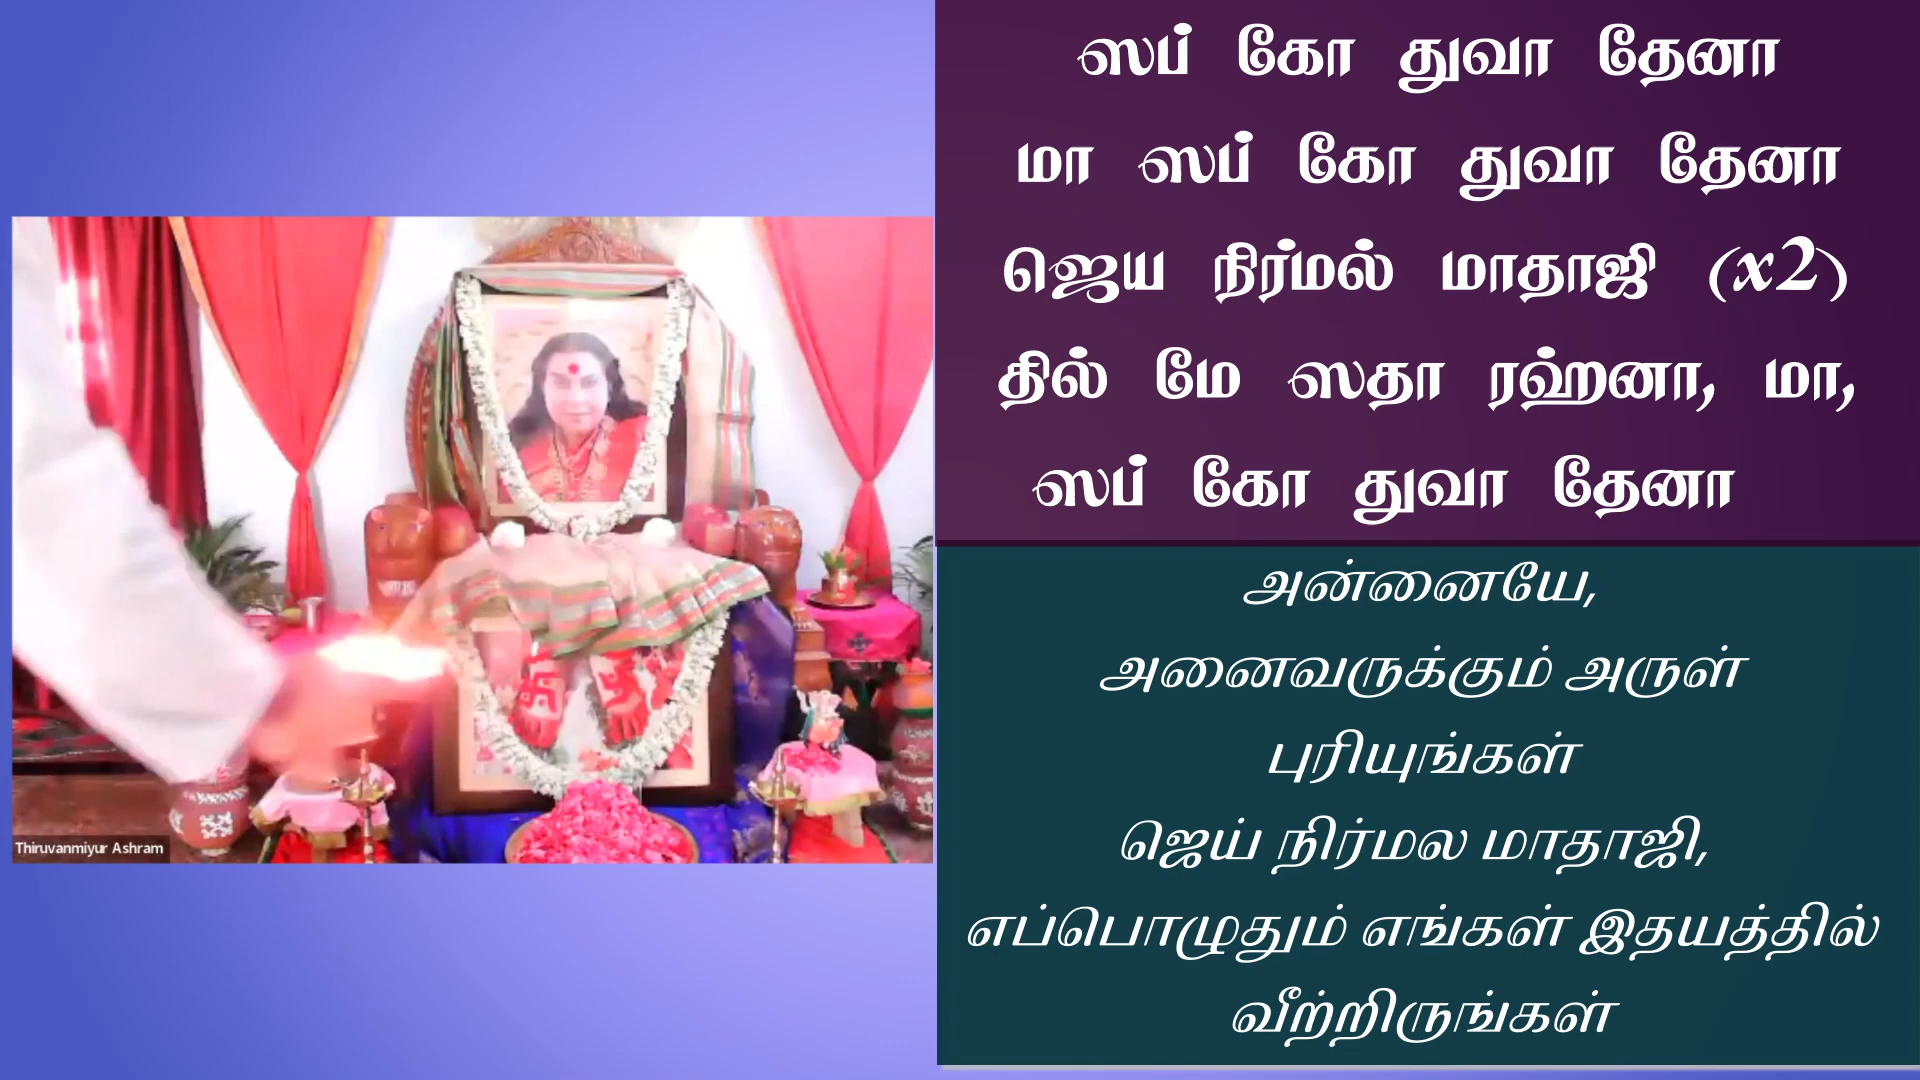 ஸப் கோ துவா தேனா
மா ஸப் கோ துவா தேனா
ஜெய நிர்மல் மாதாஜி (x2)
தில் மே ஸதா ரஹ்னா, மா,
ஸப் கோ துவா தேனா
அன்னையே,
அனைவருக்கும் அருள்
புரியுங்கள்
ஜெய் நிர்மல மாதாஜி,
எப்பொழுதும் எங்கள் இதயத்தில்
வீற்றிருங்கள்
Thiruvanmiyur Ashram